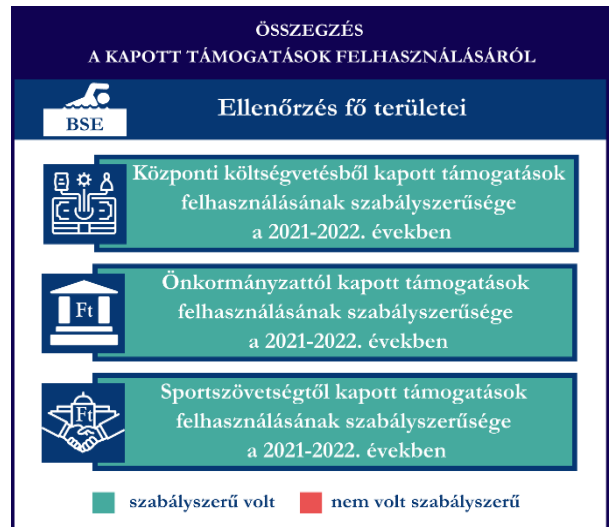 ÖSSZEGZÉS
A KAPOTT TÁMOGATÁSOK FELHASZNÁLÁSÁRÓL
BSE
Ellenőrzés fő területei
Központi költségvetésből kapott támogatások
felhasználásának szabályszerűsége
a 2021-2022. években
Ft
Önkormányzattól kapott támogatások
felhasználásának szabályszerűsége
a 2021-2022. években
Ft
Sportszövetségtől kapott támogatások
felhasználásának szabályszerűsége
a 2021-2022. években
szabályszerű volt
nem volt szabályszerű